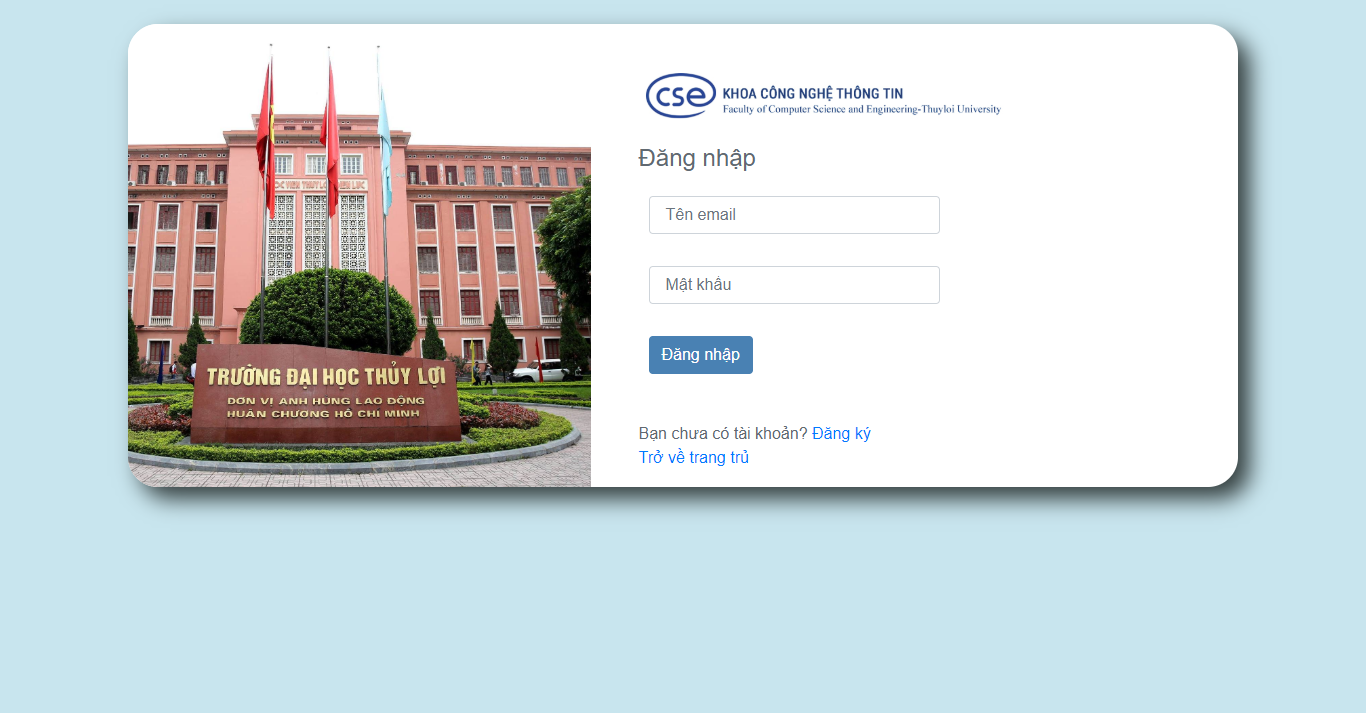 cse KHOA CÔNG NGHỆ THÔNG TIN
Faculty of Computer Science and Engineering-Thuyloi University
Đăng nhập
Tên email
Mật khẩu
Đăng nhập
Bạn chưa có tài khoản? Đăng ký
Trở về trang trủ
TRƯỜNG ĐẠI HỌC THỦY LỢI
ĐƠN VỊ ANH HÙNG LAO ĐỘNG
HUÂN CHƯƠNG HỒ CHÍ MINH